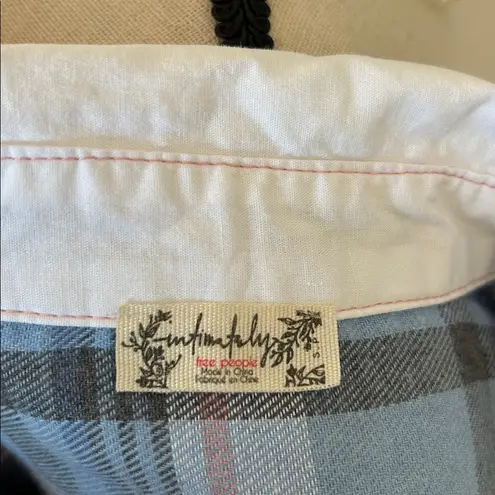 intimately
free people
Made in China
Fabriqué en Chine
S